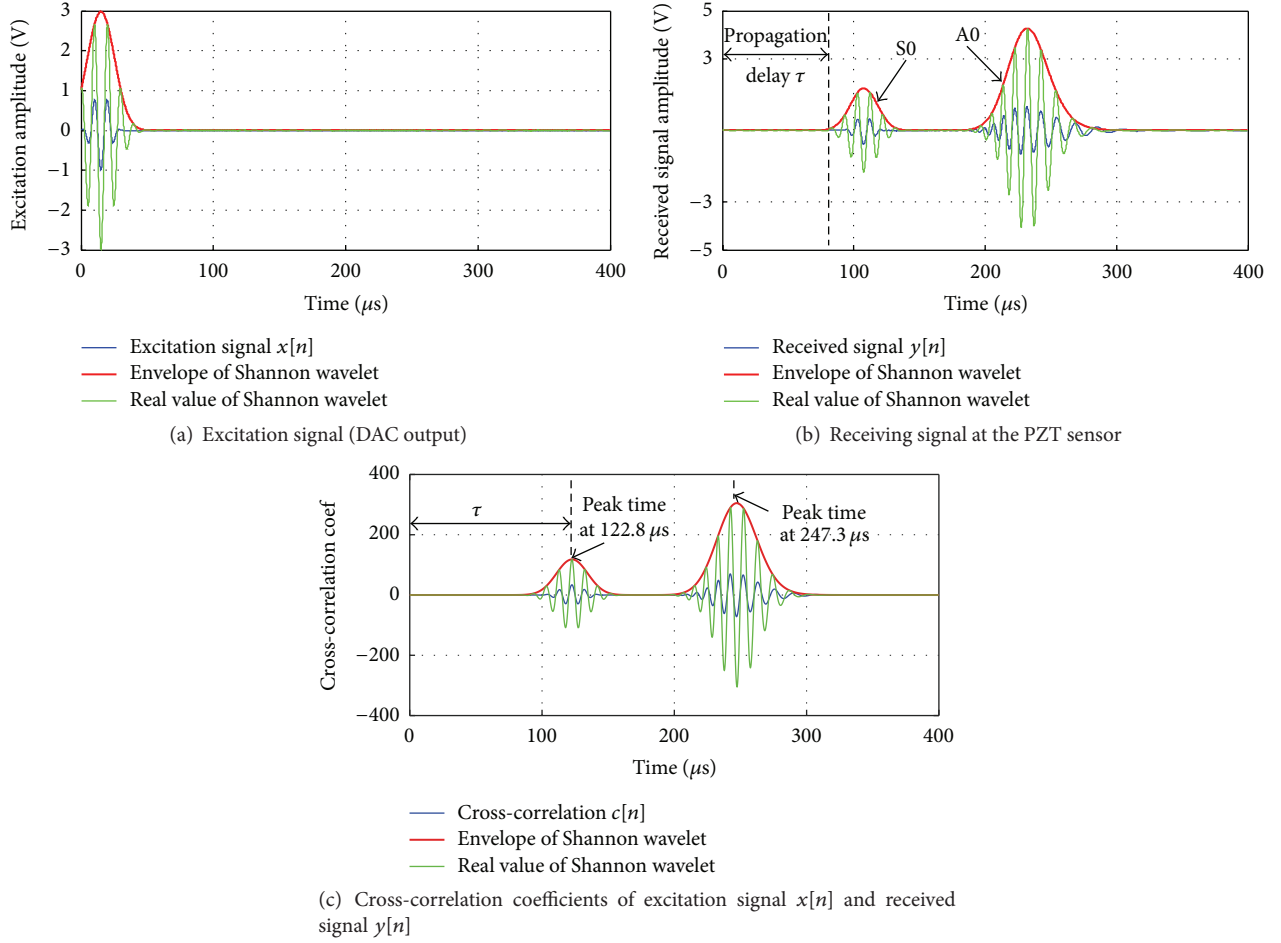 3
2
1
0
−1
−2
−3
Excitation amplitude (V)
0
100
200
300
400
Time (μs)
Excitation signal x[n]
Envelope of Shannon wavelet
Real value of Shannon wavelet
(a) Excitation signal (DAC output)
5
3
−3
−5
Received signal amplitude (V)
Propagation
delay τ
S0
A0
0
100
200
300
400
Time (μs)
Received signal y[n]
Envelope of Shannon wavelet
Real value of Shannon wavelet
(b) Receiving signal at the PZT sensor
400
200
0
−200
−400
Cross-correlation coef
τ
Peak time
at 122.8 μs
Peak time
at 247.3 μs
0
100
200
300
400
Time (μs)
Cross-correlation c[n]
Envelope of Shannon wavelet
Real value of Shannon wavelet
(c) Cross-correlation coefficients of excitation signal x[n] and received
signal y[n]